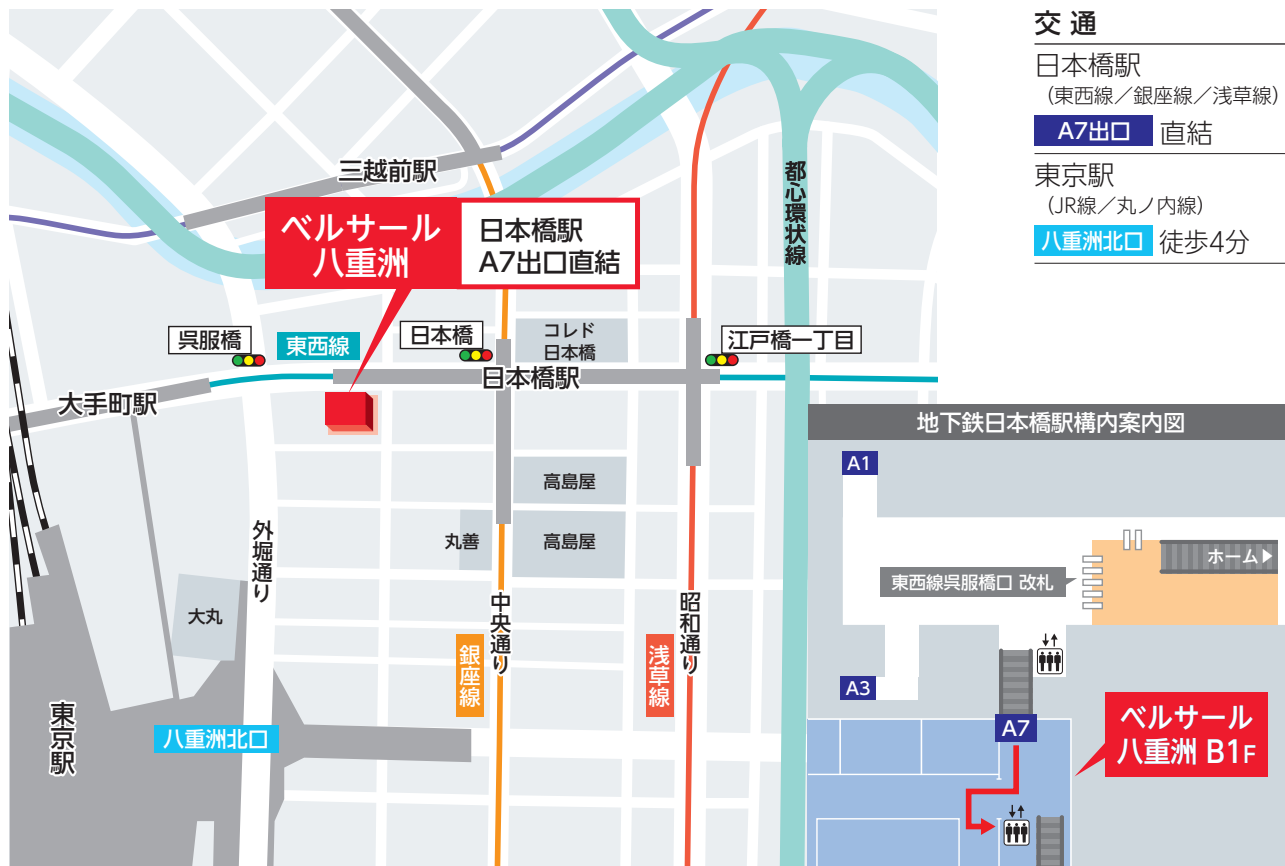 交通
日本橋駅
(東西線／銀座線／浅草線)
A7出口 直結
東京駅
(JR線／丸ノ内線)
八重洲北口 徒歩4分
三越前駅
ベルサール
八重洲
日本橋駅
A7出口直結
都心環状線
呉服橋
東西線
日本橋
コレド
日本橋
江戸橋一丁目
日本橋駅
大手町駅
高島屋
丸善
高島屋
外堀通り
大丸
中央通り
昭和通り
銀座線
浅草線
東京駅
八重洲北口
地下鉄日本橋駅構内案内図
A1
ホーム▶
東西線呉服橋口 改札
A3
A7
ベルサール
八重洲 B1F